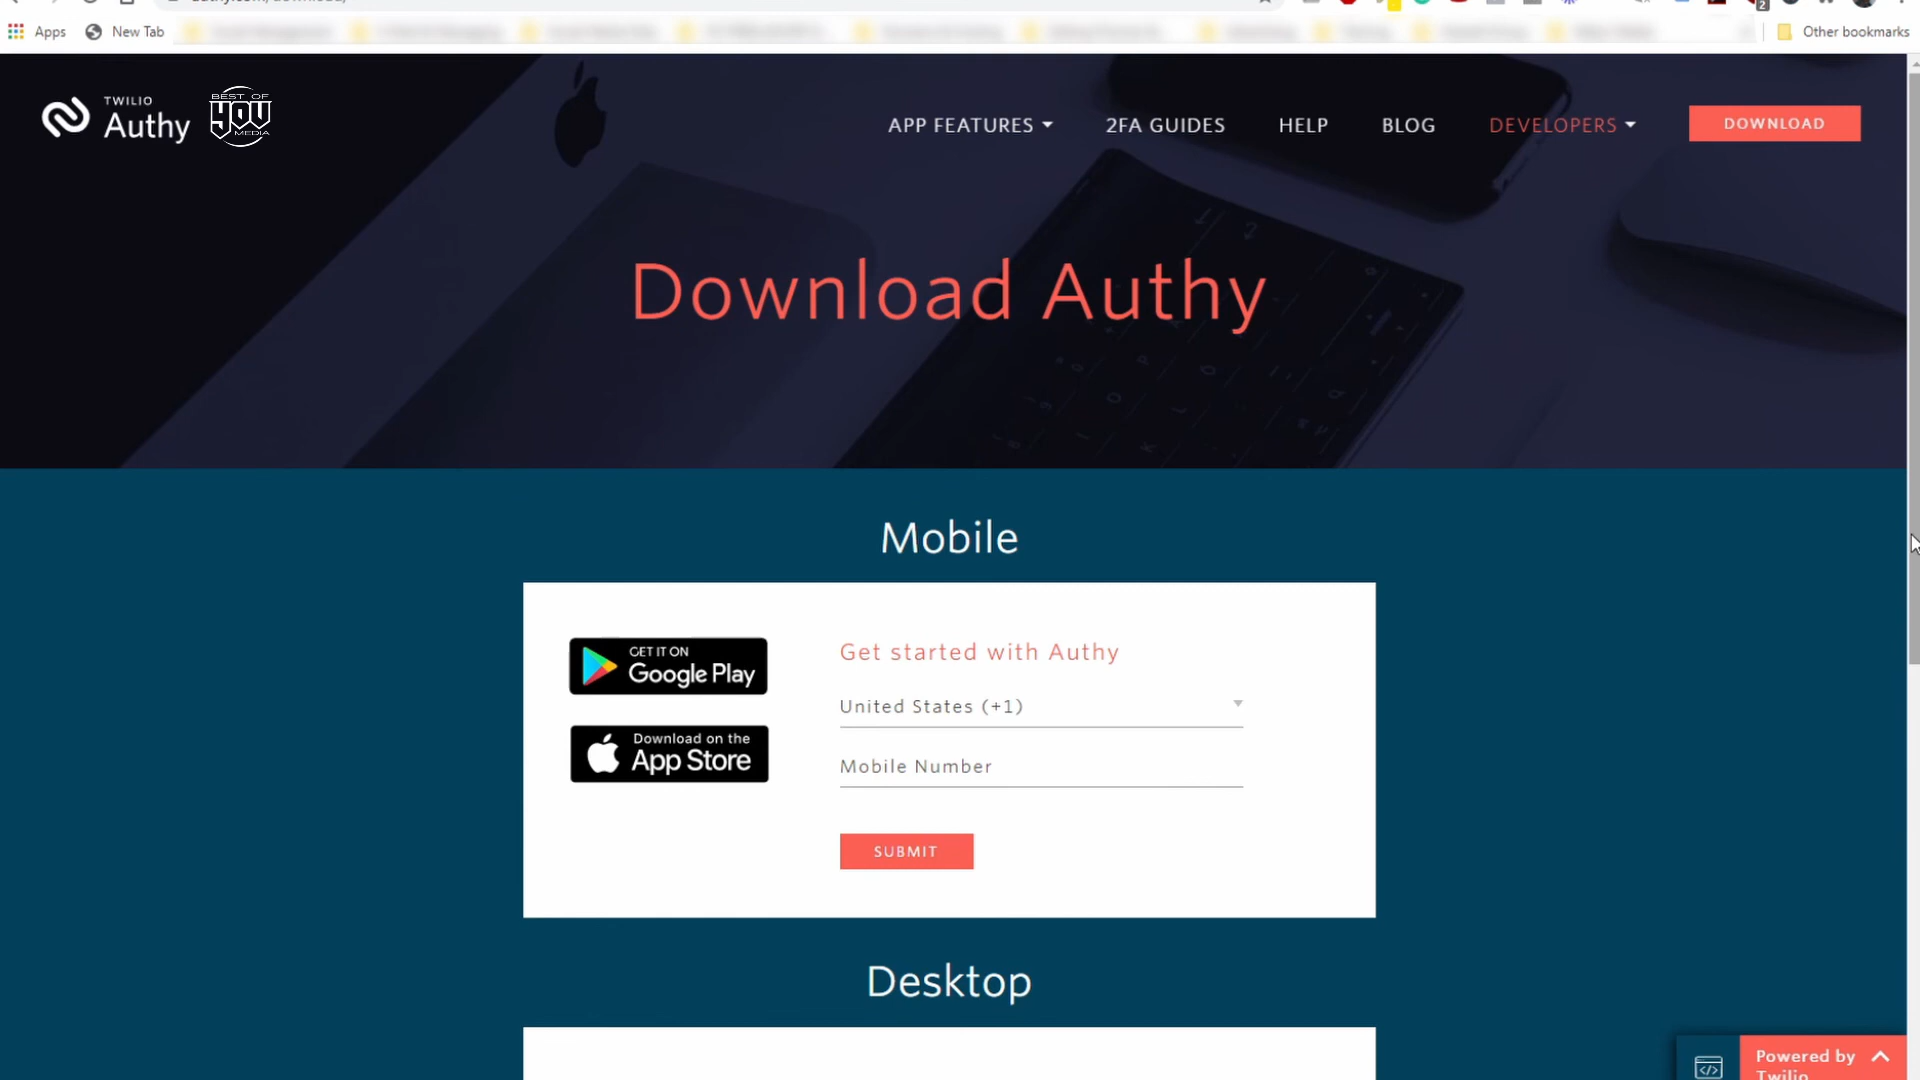 Apps
New Tab
Other bookmarks
TWILIO
Authy
BEST OF
YOU
MEDIA
APP FEATURES
2FA GUIDES
HELP
BLOG
DEVELOPERS
DOWNLOAD
Download Authy
Mobile
GET IT ON
Google Play
Download on the
App Store
Get started with Authy
United States (+1)
Mobile Number
SUBMIT
Desktop
Powered by
Twilio